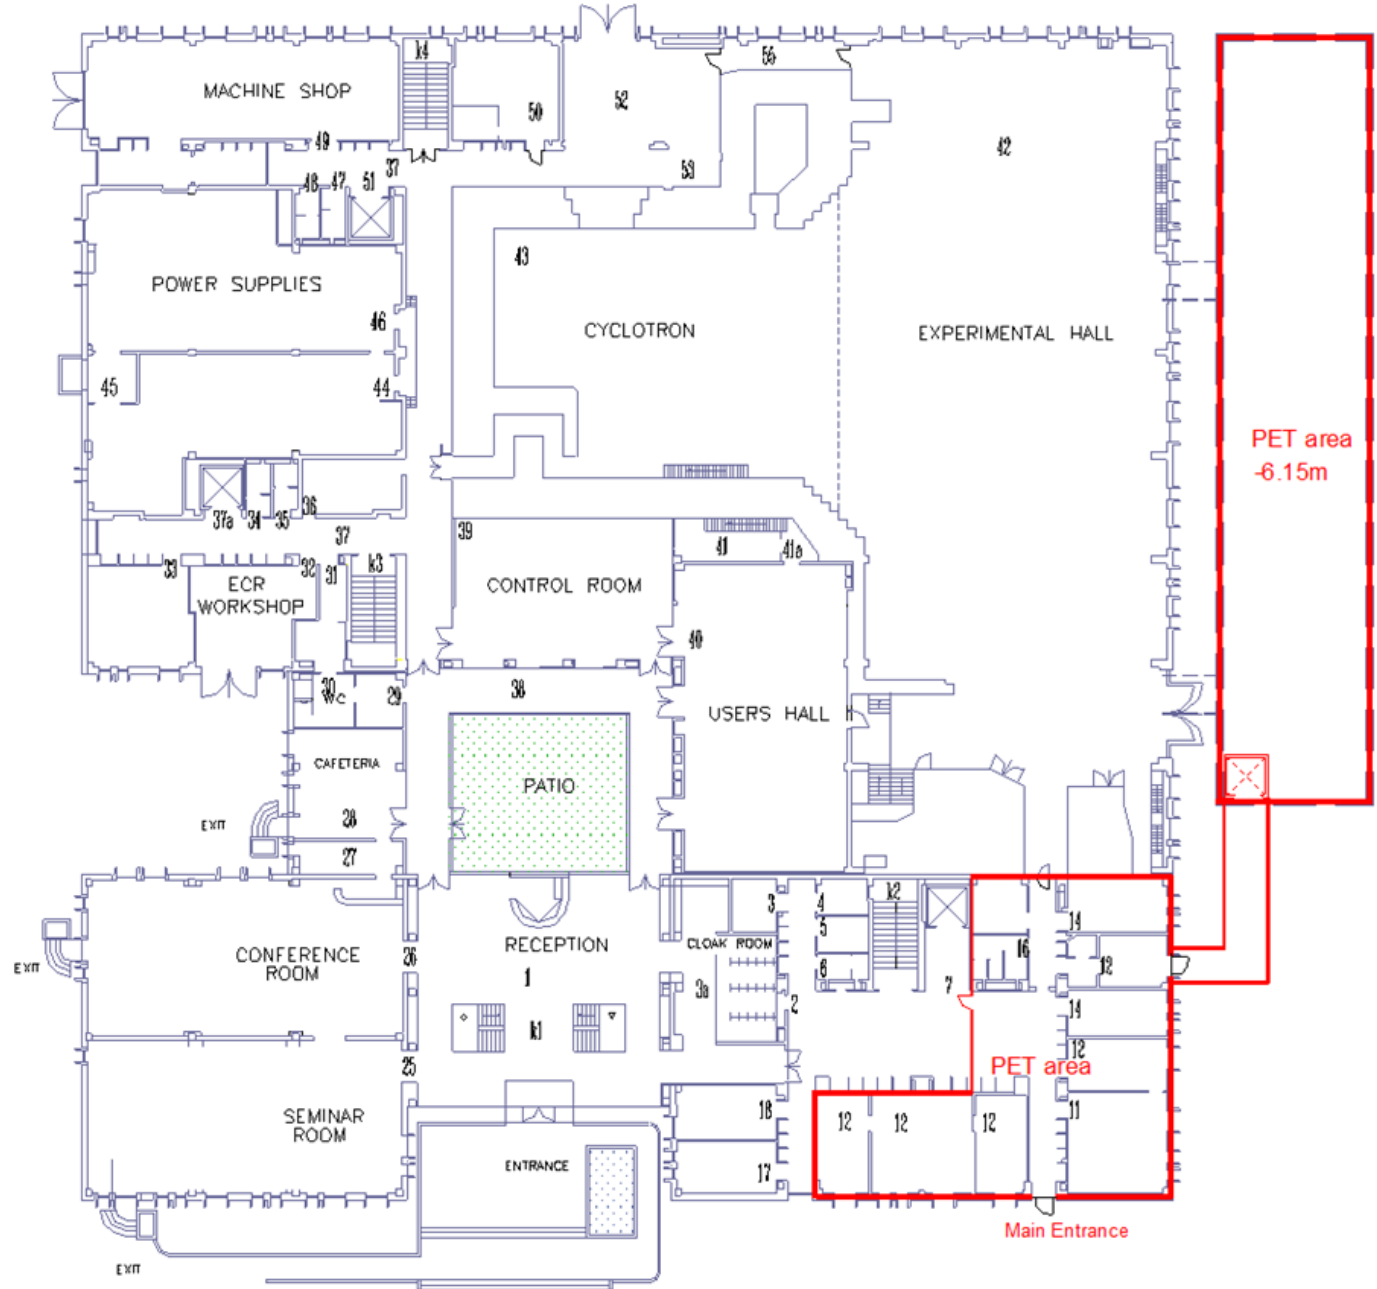 k4
55
MACHINE SHOP
50
52
49
42
37
53
48
47
51
43
POWER SUPPLIES
46
CYCLOTRON
EXPERIMENTAL HALL
45
44
PET area
-6.15m
36
37a
34
35
37
39
41
41a
33
32
31
k3
ECR
WORKSHOP
CONTROL ROOM
40
30
WC
29
38
USERS HALL
CAFETERIA
PATIO
EXIT
28
27
3
4
k2
5
14
CONFERENCE
ROOM
26
RECEPTION
CLOAK ROOM
16
EXIT
6
12
1
3a
2
7
14
k1
12
25
PET area
SEMINAR
ROOM
18
12
12
12
11
ENTRANCE
17
Main Entrance
EXIT